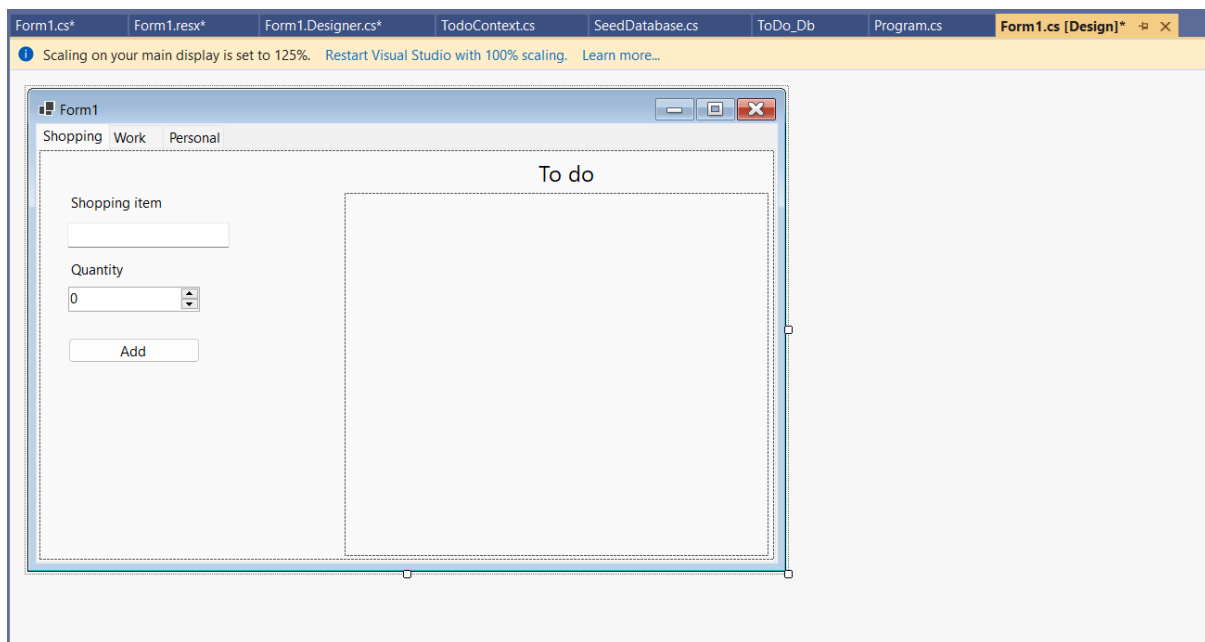 Form1.cs* Form1.resx* Form1.Designer.cs* TodoContext.cs SeedDatabase.cs ToDo_Db Program.cs Form1.cs [Design]*
Scaling on your main display is set to 125%. Restart Visual Studio with 100% scaling. Learn more...
Form1
Shopping Work Personal
To do
Shopping item
Quantity
0
Add